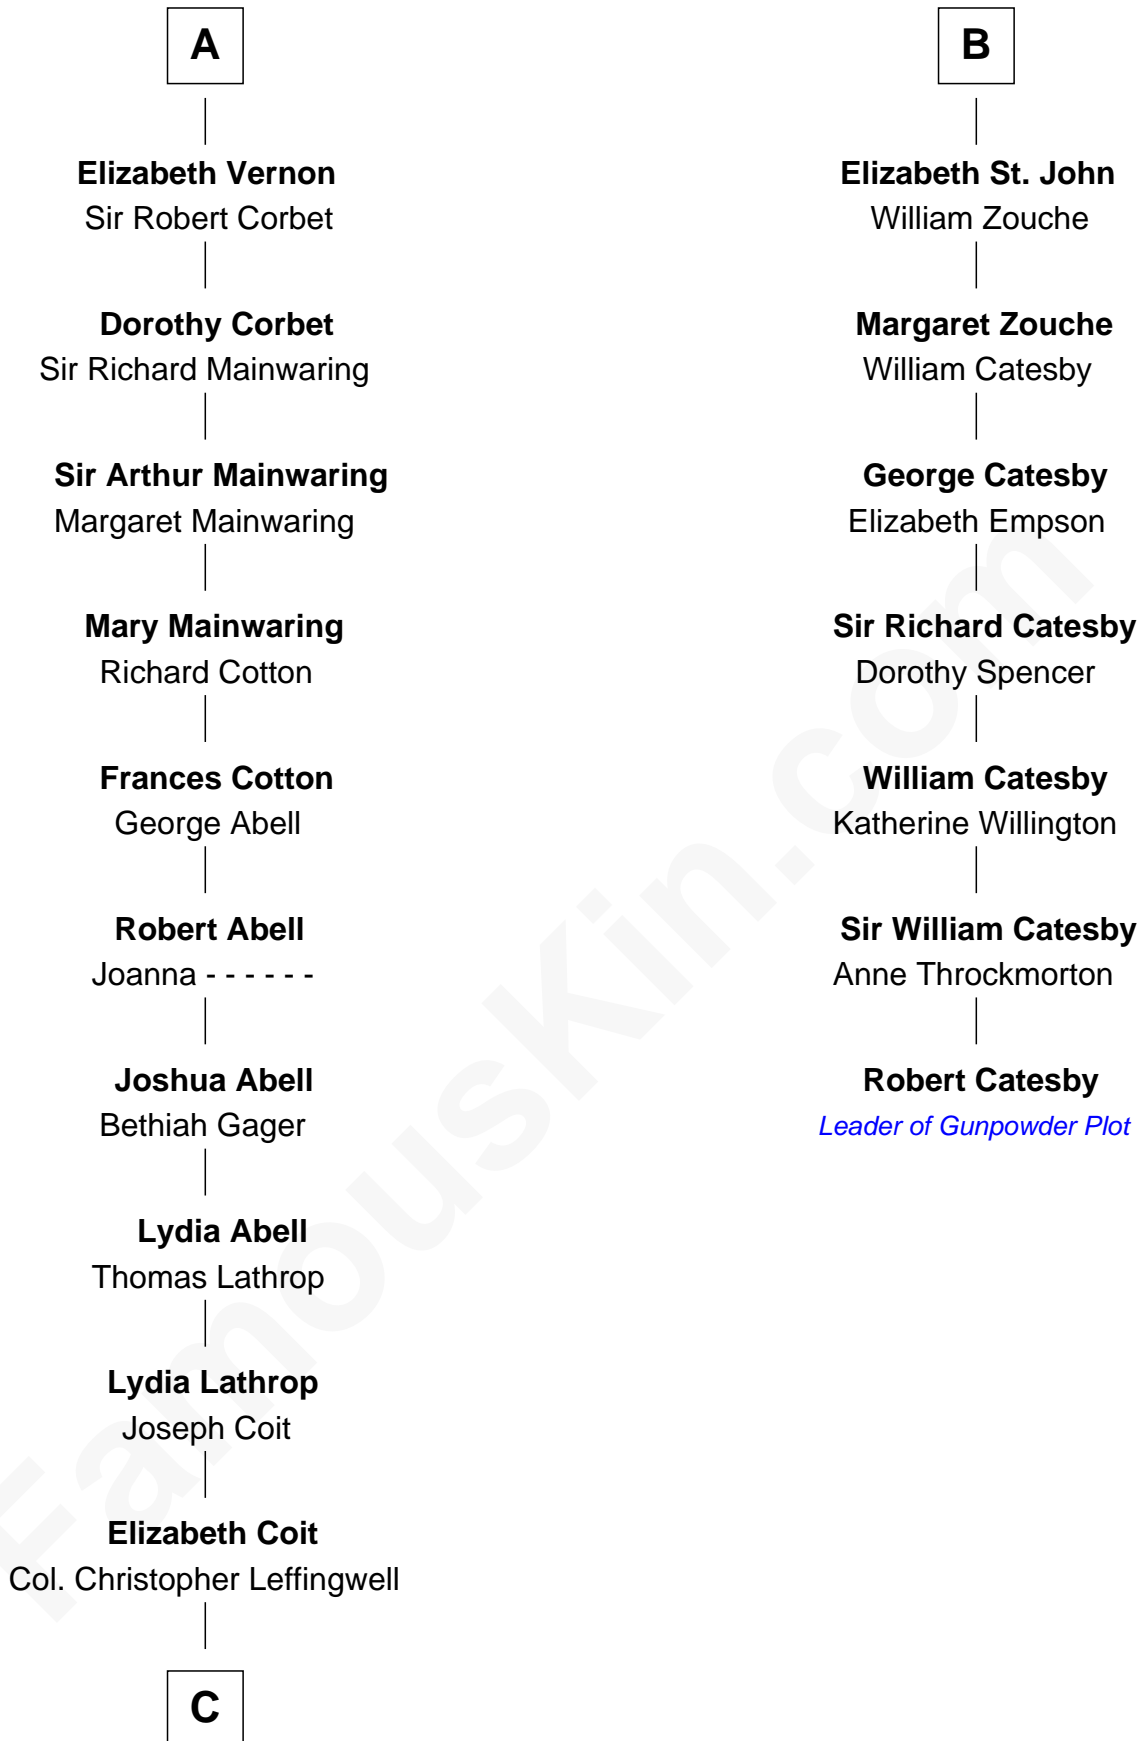 A
Elizabeth Vernon
Sir Robert Corbet
Dorothy Corbet
Sir Richard Mainwaring
Sir Arthur Mainwaring
Margaret Mainwaring
Mary Mainwaring
Richard Cotton
Frances Cotton
George Abell
Robert Abell
Joanna - - - - - -
Joshua Abell
Bethiah Gager
Lydia Abell
Thomas Lathrop
Lydia Lathrop
Joseph Coit
Elizabeth Coit
Col. Christopher Leffingwell
C
B
Elizabeth St. John
William Zouche
Margaret Zouche
William Catesby
George Catesby
Elizabeth Empson
Sir Richard Catesby
Dorothy Spencer
William Catesby
Katherine Willington
Sir William Catesby
Anne Throckmorton
Robert Catesby
Leader of Gunpowder Plot
FamousKin.com